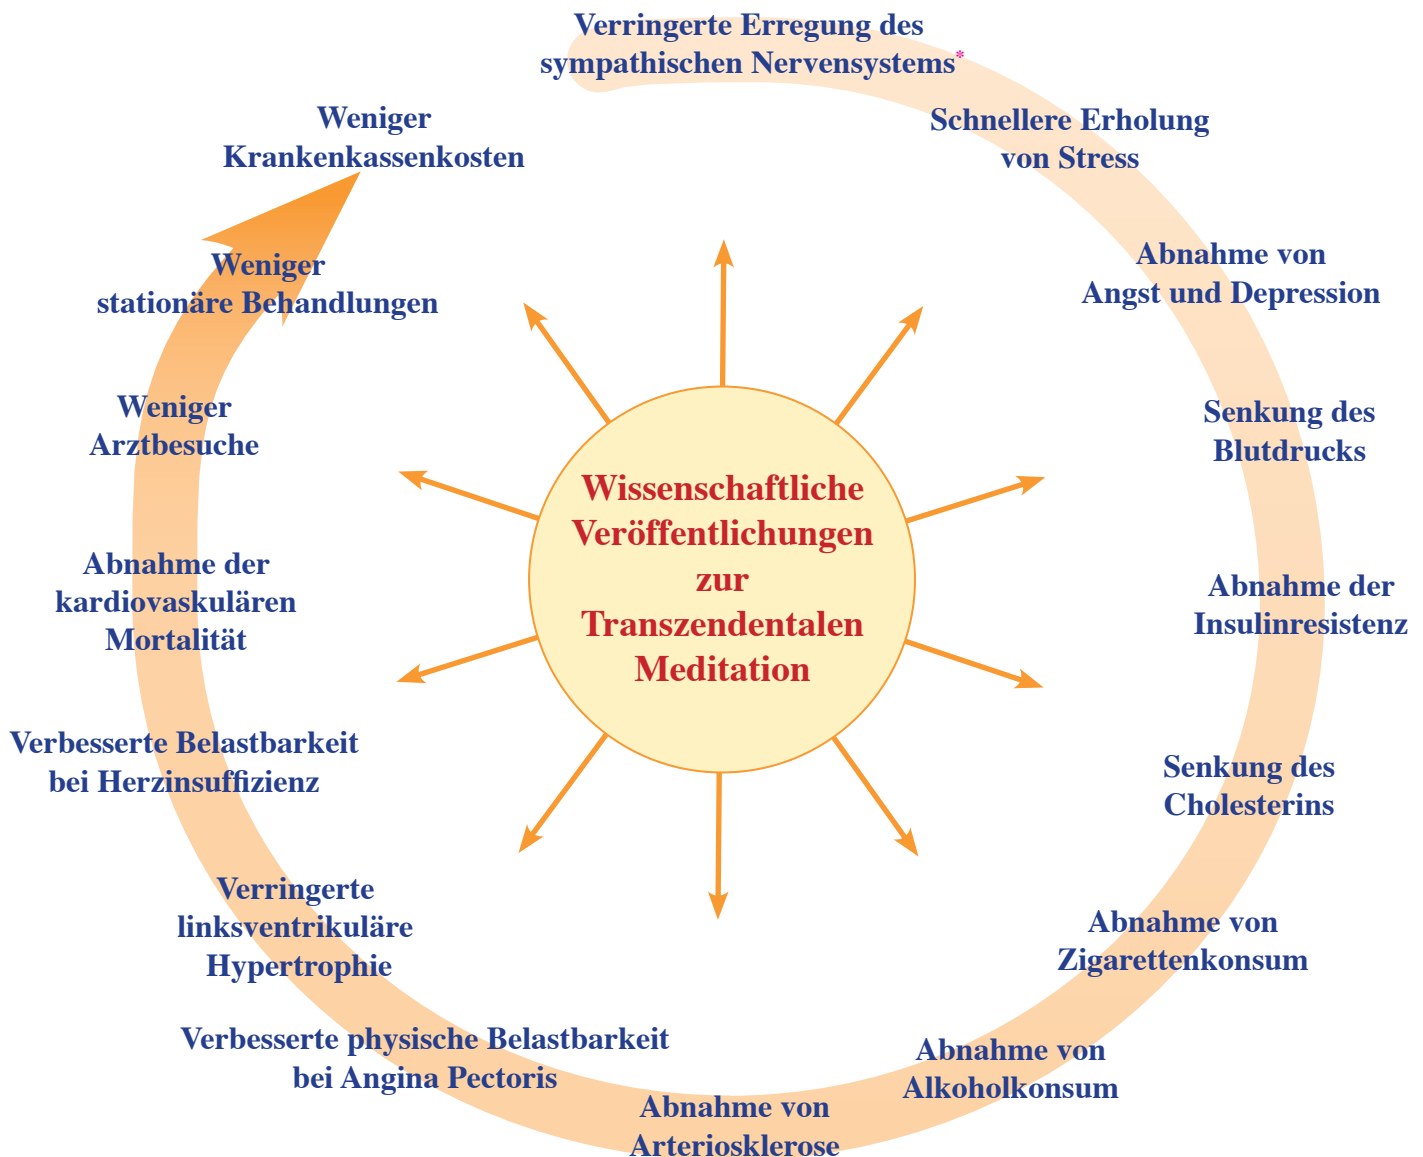 Verringerte Erregung des
sympathischen Nervensystems*
Schnellere Erholung
von Stress
Abnahme von
Angst und Depression
Senkung des
Blutdrucks
Abnahme der
Insulinresistenz
Senkung des
Cholesterins
Abnahme von
Zigarettenkonsum
Abnahme von
Alkoholkonsum
Abnahme von
Arteriosklerose
Verbesserte physische Belastbarkeit
bei Angina Pectoris
Verringerte
linksventrikuläre
Hypertrophie
Verbesserte Belastbarkeit
bei Herzinsuffizienz
Abnahme der
kardiovaskulären
Mortalität
Weniger
Arztbesuche
Weniger
stationäre Behandlungen
Weniger
Krankenkassenkosten
Wissenschaftliche
Veröffentlichungen
zur
Transzendentalen
Meditation